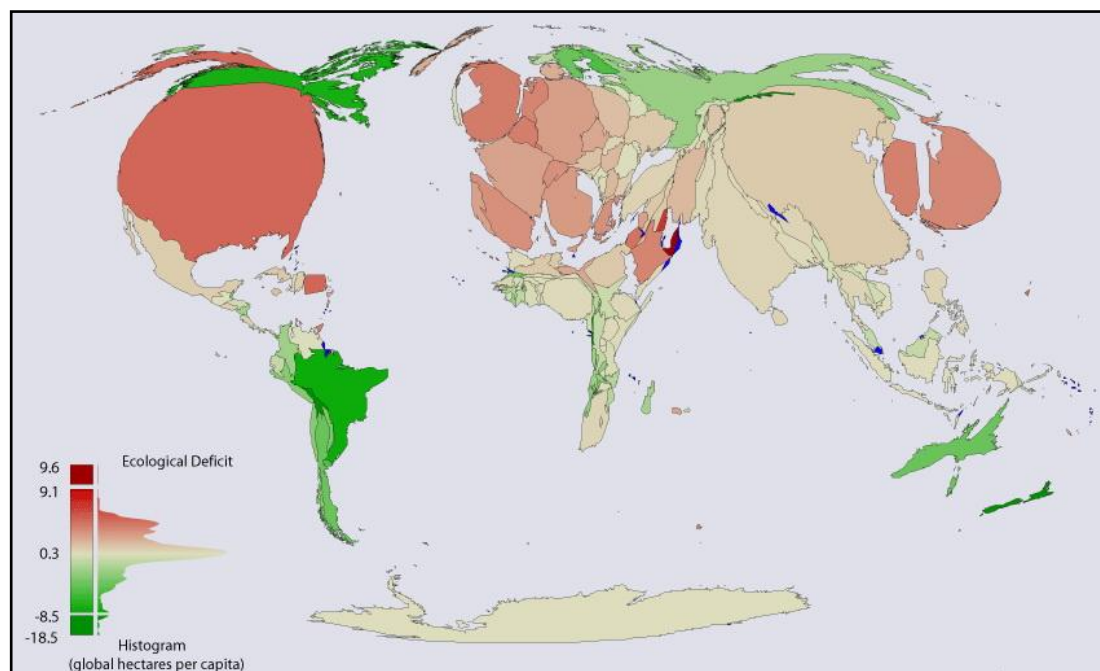 Ecological Deficit
9.6
9.1
0.3
-8.5
-18.5
Histogram
(global hectares per capita)